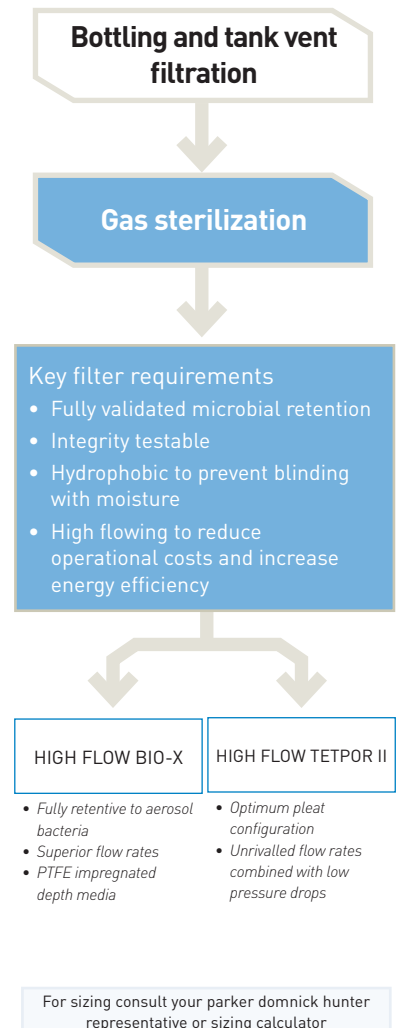 Bottling and tank vent
filtration
Gas sterilization
Key filter requirements
• Fully validated microbial retention
• Integrity testable
• Hydrophobic to prevent blinding
with moisture
• High flowing to reduce
operational costs and increase
energy efficiency
HIGH FLOW BIO-X
• Fully retentive to aerosol
bacteria
• Superior flow rates
• PTFE impregnated
depth media
HIGH FLOW TETPOR II
• Optimum pleat
configuration
• Unrivalled flow rates
combined with low
pressure drops
For sizing consult your parker domnick hunter
representative or sizing calculator